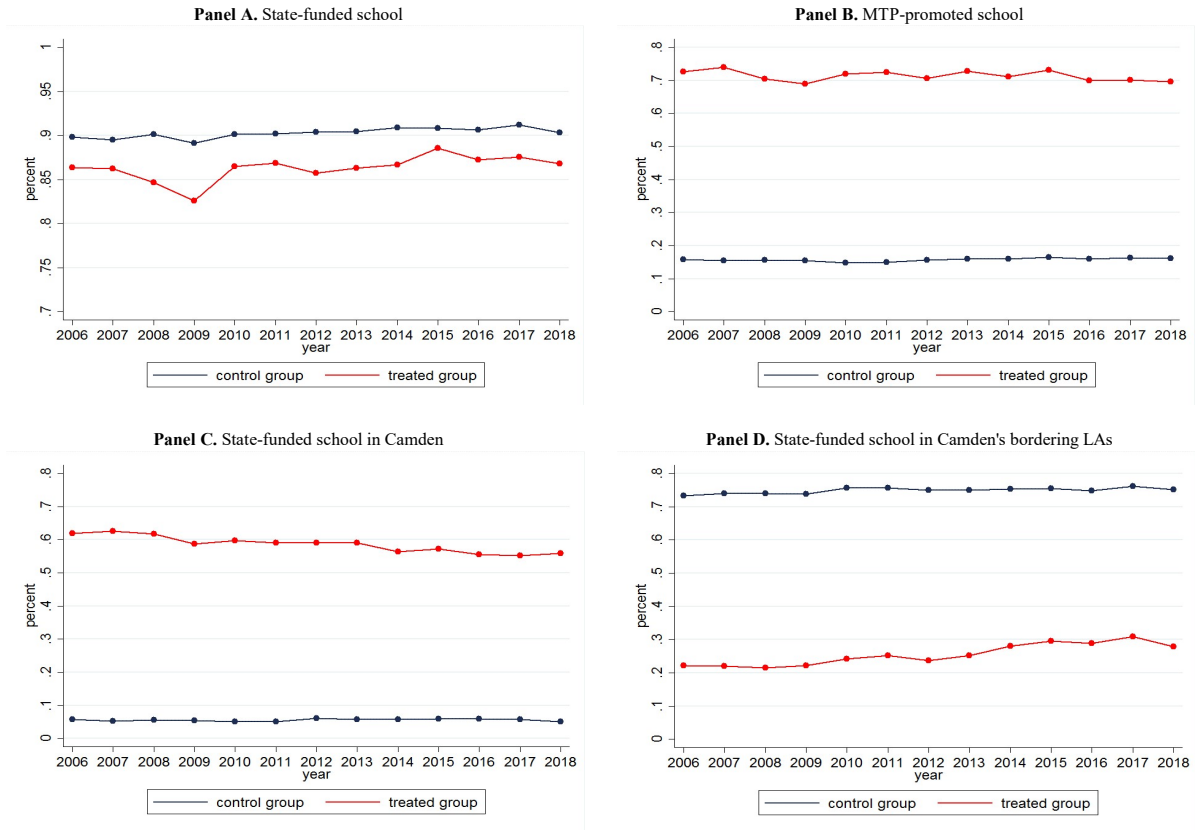 Panel A. State-funded school
1
.95
.9
.85
.8
.75
.7
percent
2006 2007 2008 2009 2010 2011 2012 2013 2014 2015 2016 2017 2018
year
control group treated group
Panel B. MTP-promoted school
.8
.7
.6
.5
.4
.3
.2
.1
0
percent
2006 2007 2008 2009 2010 2011 2012 2013 2014 2015 2016 2017 2018
year
control group treated group
Panel C. State-funded school in Camden
.8
.7
.6
.5
.4
.3
.2
.1
0
percent
2006 2007 2008 2009 2010 2011 2012 2013 2014 2015 2016 2017 2018
year
control group treated group
Panel D. State-funded school in Camden's bordering LAs
.8
.7
.6
.5
.4
.3
.2
.1
0
percent
2006 2007 2008 2009 2010 2011 2012 2013 2014 2015 2016 2017 2018
year
control group treated group